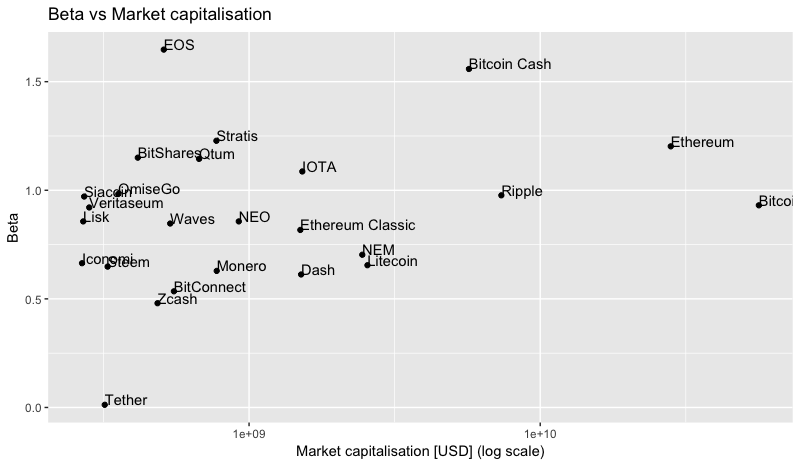 Beta vs Market capitalisation
EOS
Bitcoin Cash
1.5
Stratis
Ethereum
BitShares
Qtum
IOTA
1.0
OmiseGo
Siacoin
Ripple
Veritaseum
Bitcoi
Lisk
Waves
NEO
Ethereum Classic
Beta
NEM
Iconomi
Steem
Litecoin
Monero
Dash
BitConnect
0.5
Zcash
Tether
0.0
1e+09
1e+10
Market capitalisation [USD] (log scale)